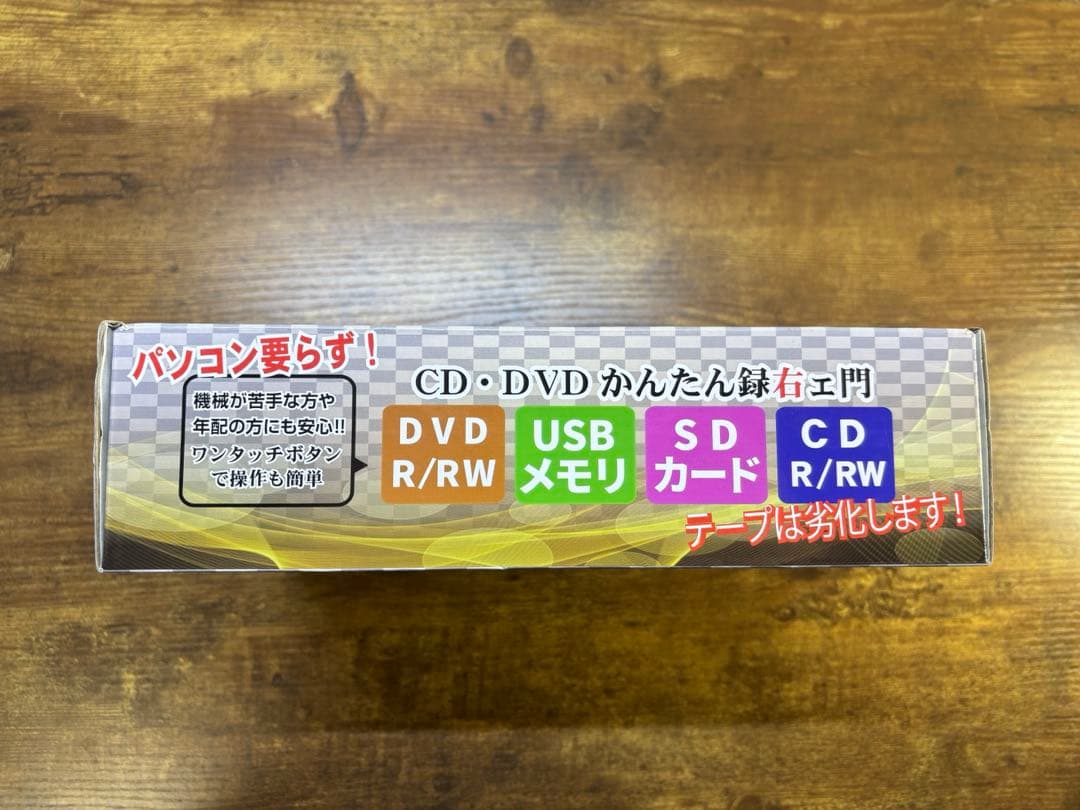 パソコン要らず!
機械が苦手な方や
年配の方にも安心!!
ワンタッチボタン
で操作も簡単
CD・DVDかんたん録右ェ門
DVD
R/RW
USB
メモリ
SD
カード
CD
R/RW
テープは劣化します!